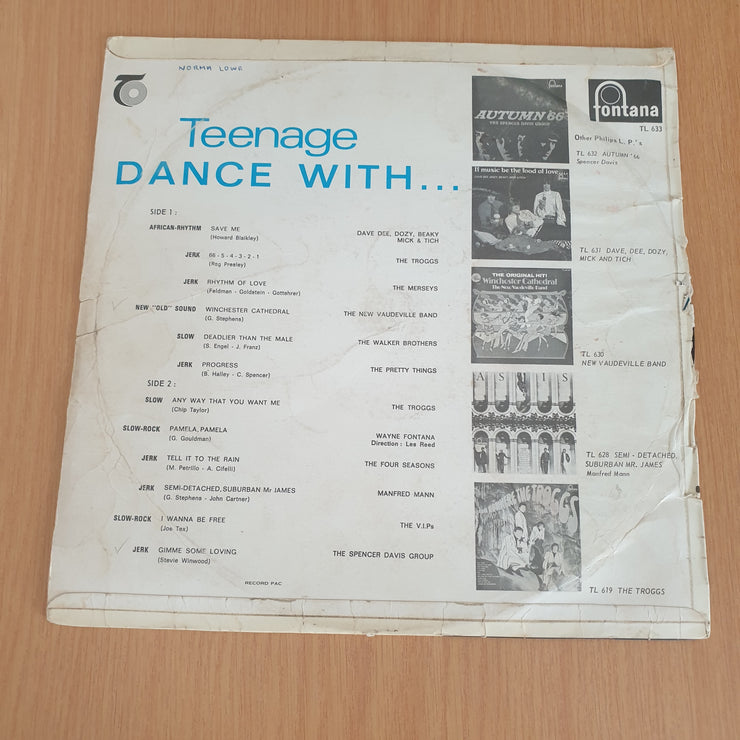 NORMA LOWE
Teenage
DANCE WITH...
SIDE 1 :
AFRICAN-RHYTHM SAVE ME
(Howard Blaikley)
DAVE DEE, DOZY, BEAKY
MICK & TICH
JERK 66 - 5 - 4 - 3 - 2 - 1
(Rog Presley)
THE TROGGS
JERK RHYTHM OF LOVE
(Feldman - Goldstein - Gottehrer)
THE MERSEYS
NEW "OLD" SOUND WINCHESTER CATHEDRAL
(G. Stephens)
THE NEW VAUDEVILLE BAND
SLOW DEADLIER THAN THE MALE
(S. Engel - J. Franz)
THE WALKER BROTHERS
JERK PROGRESS
(B. Halley - C. Spencer)
THE PRETTY THINGS
SIDE 2 :
SLOW ANY WAY THAT YOU WANT ME
(Chip Taylor)
THE TROGGS
SLOW-ROCK PAMELA, PAMELA
(G. Gouldman)
WAYNE FONTANA
Direction : Les Reed
JERK TELL IT TO THE RAIN
(M. Petrillo - A. Cifelli)
THE FOUR SEASONS
JERK SEMI-DETACHED, SUBURBAN Mr JAMES
(G. Stephens - John Cartner)
MANFRED MANN
SLOW-ROCK I WANNA BE FREE
(Joe Tex)
THE V.I.Ps
JERK GIMME SOME LOVING
(Stevie Winwood)
THE SPENCER DAVIS GROUP
RECORD PAC
fontana
TL 633
Other Philips L. P.'s
TL 632 AUTUMN '66
Spencer Davis
AUTUMN '66
THE SPENCER DAVIS GROUP
If music be the food of love...
TL 631 DAVE, DEE, DOZY,
MICK AND TICH
THE ORIGINAL HIT!
Winchester Cathedral
The New Vaudeville Band
TL 630
NEW VAUDEVILLE BAND
AS IS
TL 628 SEMI - DETACHED,
SUBURBAN MR. JAMES
Manfred Mann
THE TROGGS
TL 619 THE TROGGS